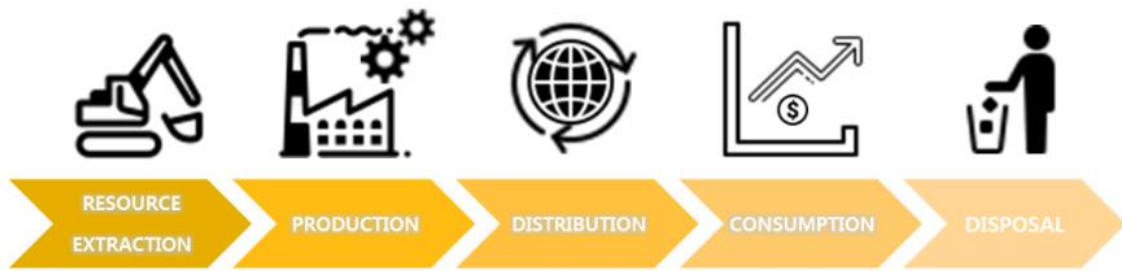 $
RESOURCE
EXTRACTION
PRODUCTION
DISTRIBUTION
CONSUMPTION
DISPOSAL